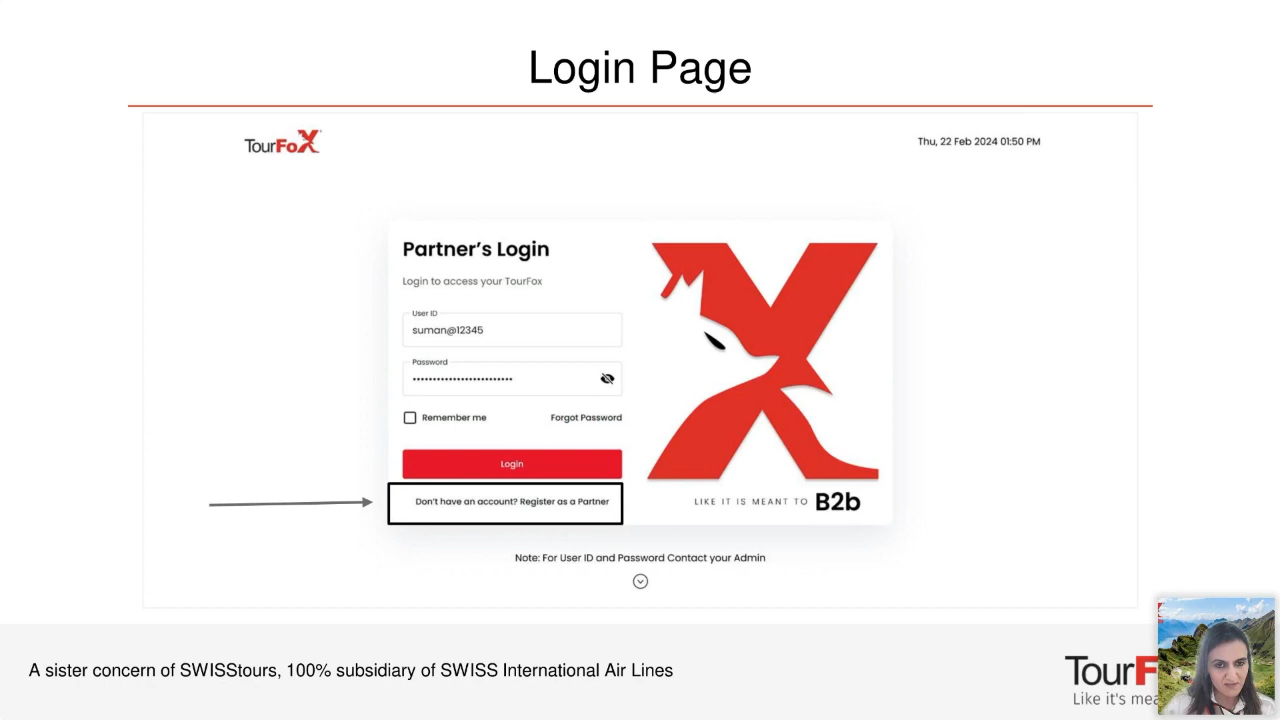 Login Page
TourFoX
Thu, 22 Feb 2024 01:50 PM
Partner's Login
Login to access your TourFox
User ID
suman@12345
Password
Remember me
Forgot Password
Login
Don't have an account? Register as a Partner
LIKE IT IS MEANT TO B2b
Note: For User ID and Password Contact your Admin
A sister concern of SWISStours, 100% subsidiary of SWISS International Air Lines
TourF
Like it's mea